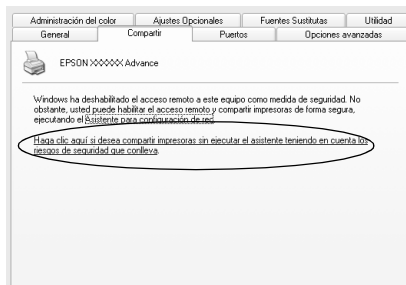 Administración del color
Ajustes Opcionales
Fuentes Sustitutas
Utilidad
General
Compartir
Puertos
Opciones avanzadas
EPSON XXXXX Advance
Windows ha deshabilitado el acceso remoto a este equipo como medida de seguridad. No
obstante, usted puede habilitar el acceso remoto y compartir impresoras de forma segura,
ejecutando el Asistente para configuración de red
Haga clic aquí si desea compartir impresoras sin ejecutar el asistente teniendo en cuenta los
riesgos de seguridad que conlleva.